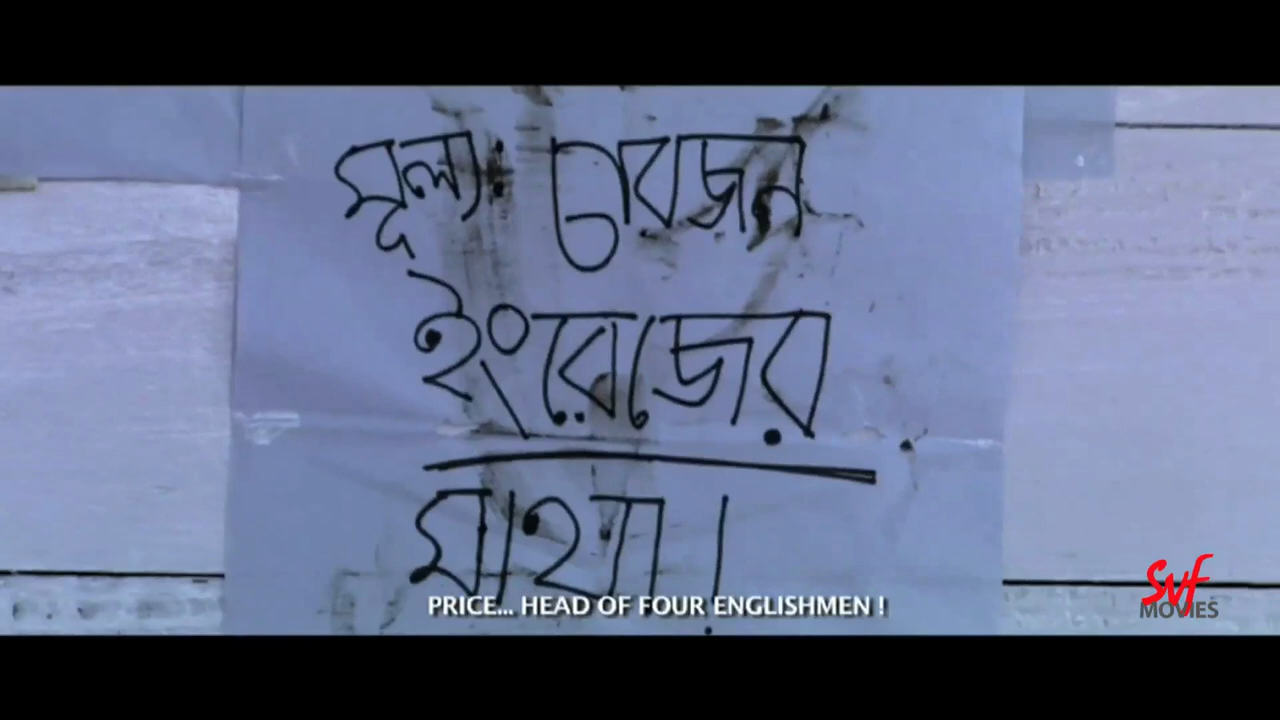 মূল্য: চারজন
ইংরেজের
মাথা।
PRICE... HEAD OF FOUR ENGLISHMEN !
Svf
MOVIES